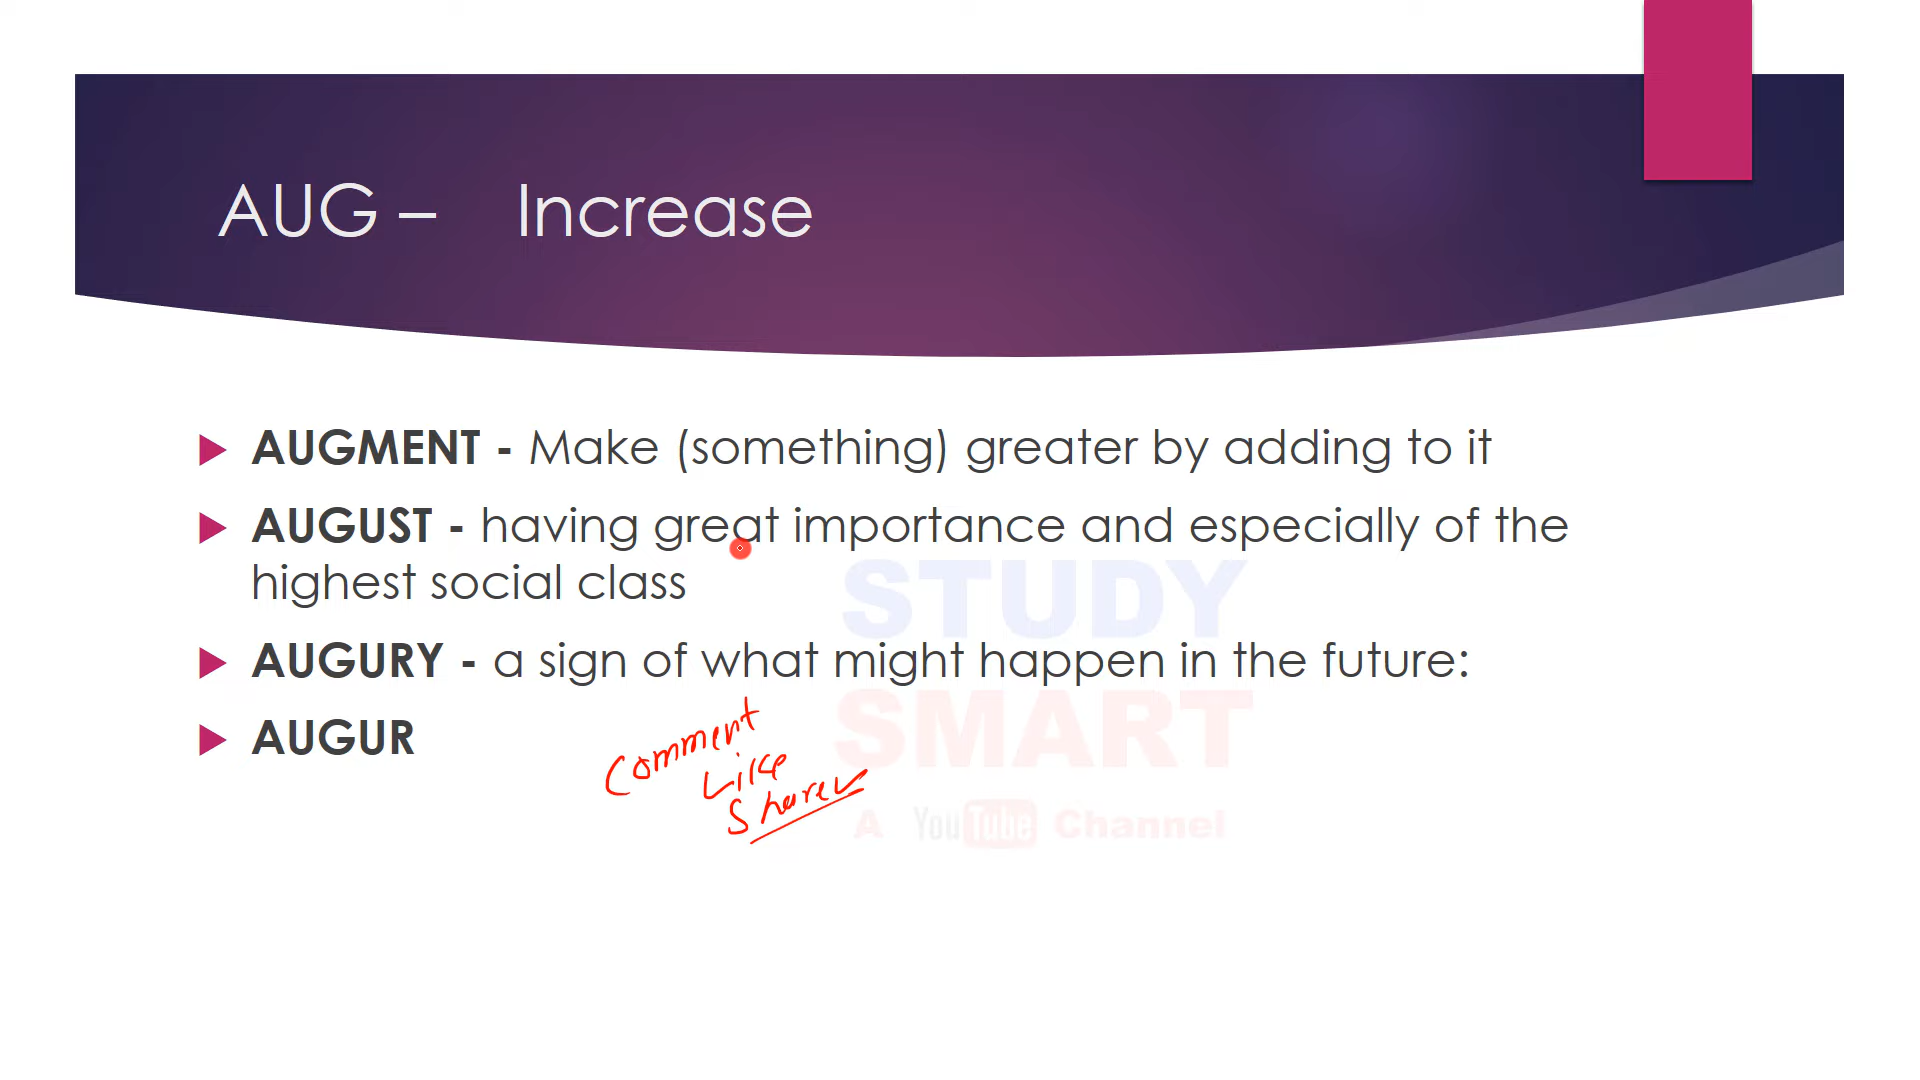 AUG – Increase
AUGMENT - Make (something) greater by adding to it
AUGUST - having great importance and especially of the
highest social class
AUGURY - a sign of what might happen in the future:
AUGUR
Comment
Like
Share
STUDY
SMART
A YouTube Channel